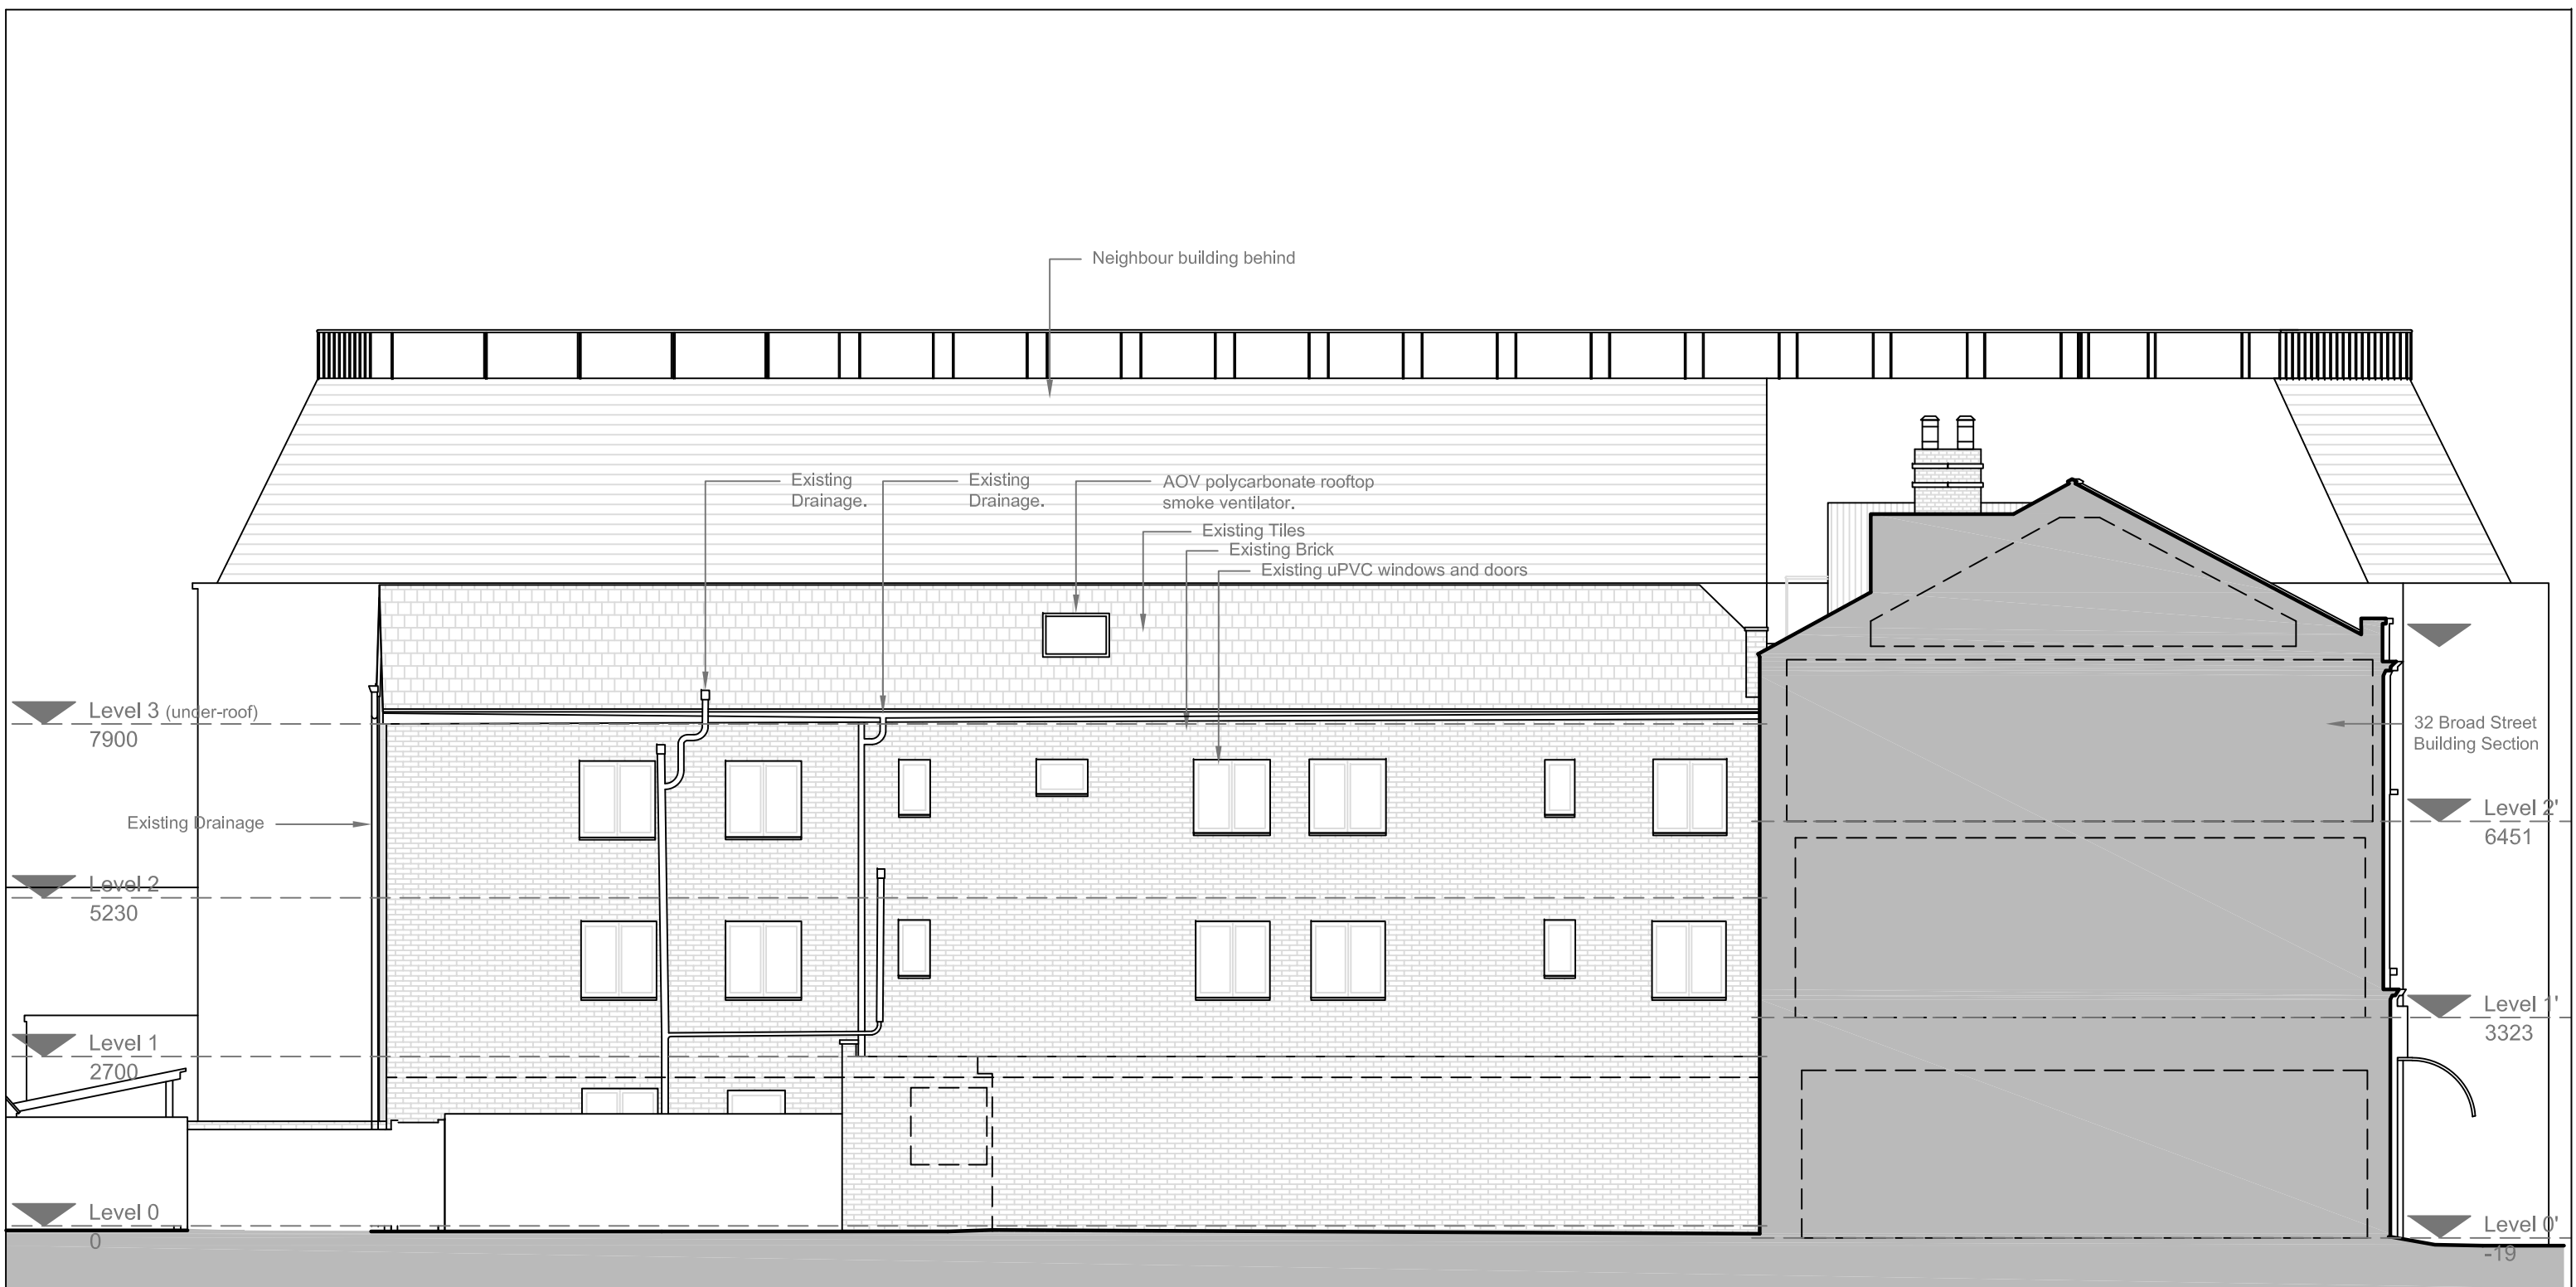 Neighbour building behind
Existing
Drainage.
Existing
Drainage.
AOV polycarbonate rooftop
smoke ventilator.
Existing Tiles
Existing Brick
Existing uPVC windows and doors
Level 3 (under-roof)
7900
32 Broad Street
Building Section
Existing Drainage
Level 2'
6451
Level 2
5230
Level 1'
3323
Level 1
2700
Level 0
0
Level 0'
-19